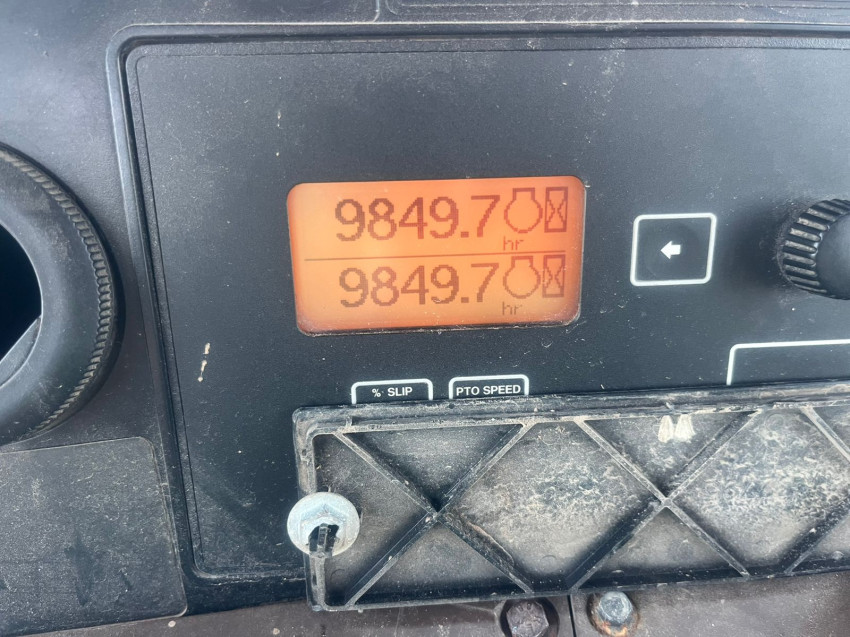 9849.7 hr
9849.7 hr
% SLIP
PTO SPEED